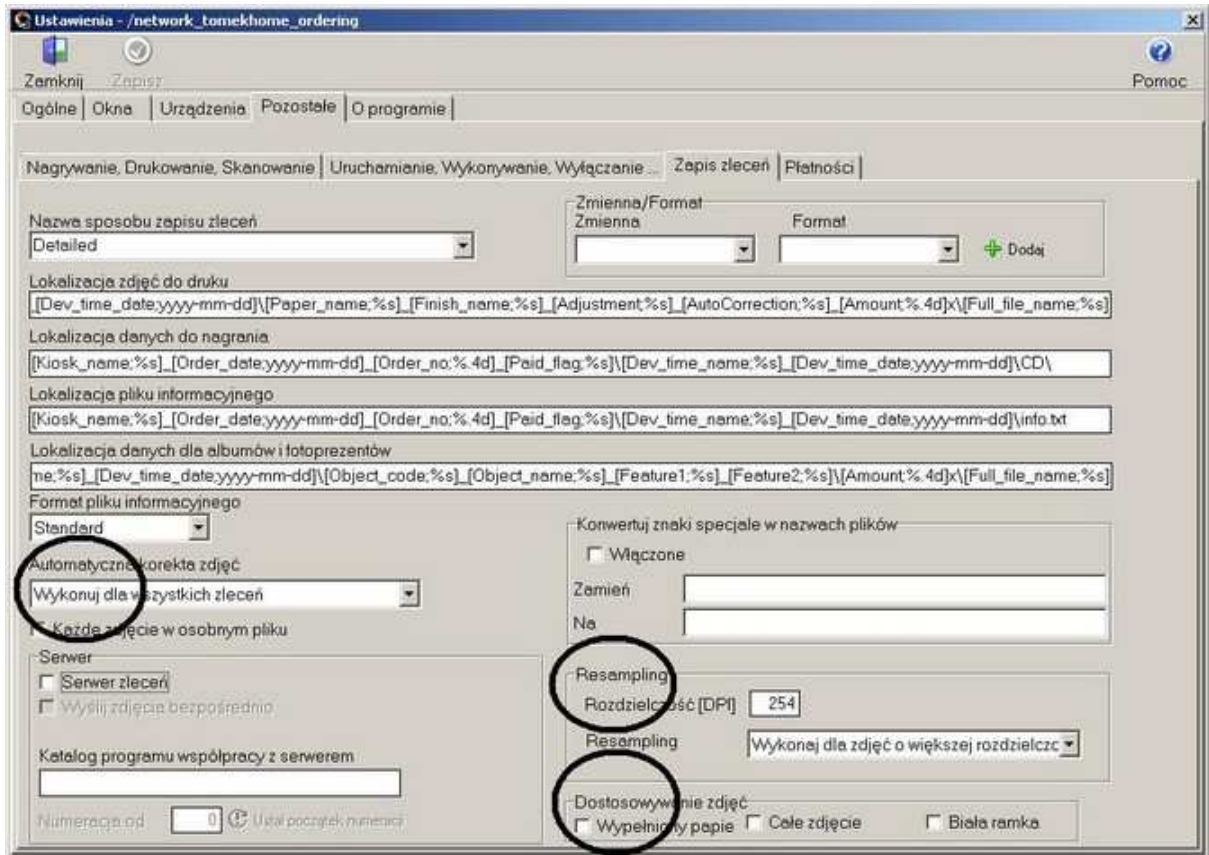 Ustawienia - /network_tomekhome_ordering
Zamknij Zapisz Pomoc
Ogólne Okna Urządzenia Pozostałe O programie
Nagrywanie, Drukowanie, Skanowanie Uruchamianie, Wykonywanie, Wyłączanie ... Zapis zleceń Płatności
Nazwa sposobu zapisu zleceń
Detailed
Zmienna/Format
Zmienna Format
Dodaj
Lokalizacja zdjęć do druku
_[Dev_time_date;yyyy-mm-dd]\[Paper_name;%s]_[Finish_name;%s]_[Adjustment;%s]_[AutoCorrection;%s]_[Amount;%.4d]x\[Full_file_name;%s]
Lokalizacja danych do nagrania
[Kiosk_name;%s]_[Order_date;yyyy-mm-dd]_[Order_no;%.4d]_[Paid_flag;%s]\[Dev_time_name;%s]_[Dev_time_date;yyyy-mm-dd]\CD\
Lokalizacja pliku informacyjnego
[Kiosk_name;%s]_[Order_date;yyyy-mm-dd]_[Order_no;%.4d]_[Paid_flag;%s]\[Dev_time_name;%s]_[Dev_time_date;yyyy-mm-dd]\info.txt
Lokalizacja danych dla albumów i fotoprezentów
me;%s]_[Dev_time_date;yyyy-mm-dd]\[Object_code;%s]_[Object_name;%s]_[Feature1;%s]_[Feature2;%s]\[Amount;%.4d]x\[Full_file_name;%s]
Format pliku informacyjnego
Standard
Automatyczna korekta zdjęć
Wykonuj dla wszystkich zleceń
Każde zdjęcie w osobnym pliku
Serwer
Serwer zleceń
Wyślij zdjęcia bezpośrednio
Katalog programu współpracy z serwerem
Numeracja od 0 Ustal początek numeracji
Konwertuj znaki specjale w nazwach plików
Włączone
Zamień
Na
Resampling
Rozdzielczość [DPI] 254
Resampling Wykonaj dla zdjęć o większej rozdzielczc
Dostosowywanie zdjęć
Wypełniony papie Całe zdjęcie Biała ramka